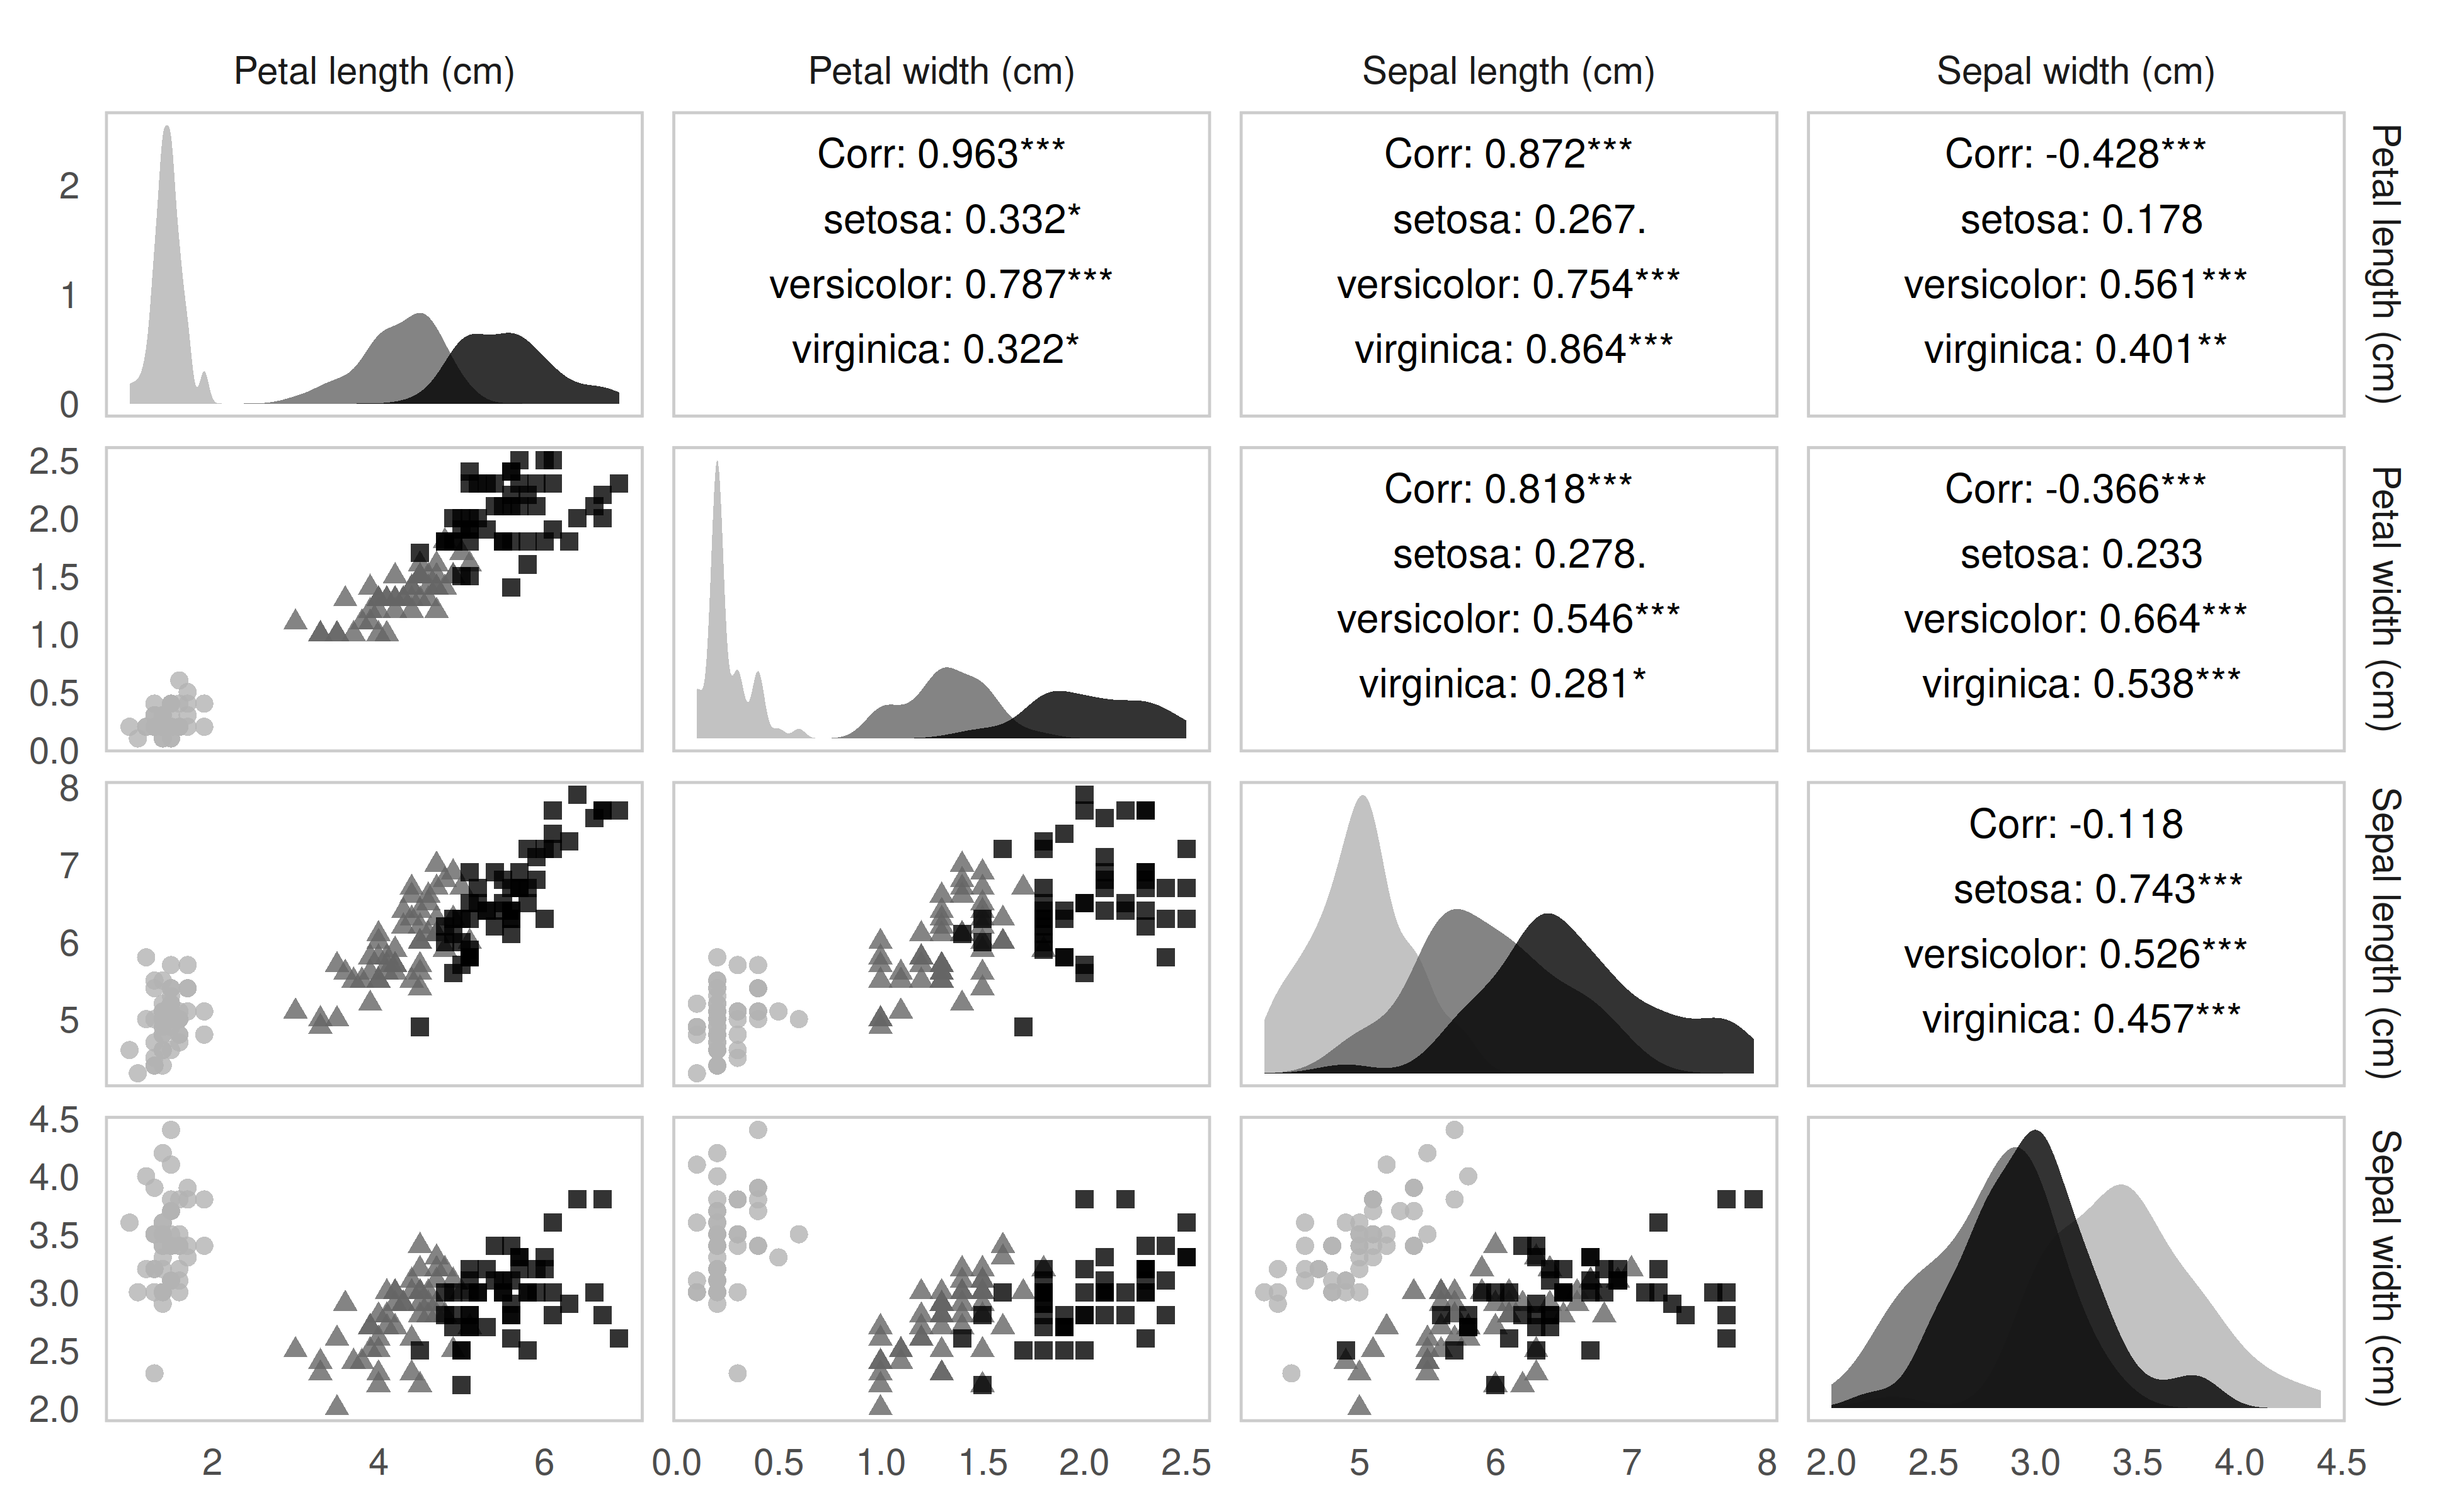 Petal length (cm)
Petal width (cm)
Sepal length (cm)
Sepal width (cm)
2
1
0
Corr: 0.963***
setosa: 0.332*
versicolor: 0.787***
virginica: 0.322*
Corr: 0.872***
setosa: 0.267.
versicolor: 0.754***
virginica: 0.864***
Corr: -0.428***
setosa: 0.178
versicolor: 0.561***
virginica: 0.401**
Petal length (cm)
2.5
2.0
1.5
1.0
0.5
0.0
Corr: 0.818***
setosa: 0.278.
versicolor: 0.546***
virginica: 0.281*
Corr: -0.366***
setosa: 0.233
versicolor: 0.664***
virginica: 0.538***
Petal width (cm)
8
7
6
5
Corr: -0.118
setosa: 0.743***
versicolor: 0.526***
virginica: 0.457***
Sepal length (cm)
4.5
4.0
3.5
3.0
2.5
2.0
Sepal width (cm)
2 4 6
0.0 0.5 1.0 1.5 2.0 2.5
5 6 7 8
2.0 2.5 3.0 3.5 4.0 4.5